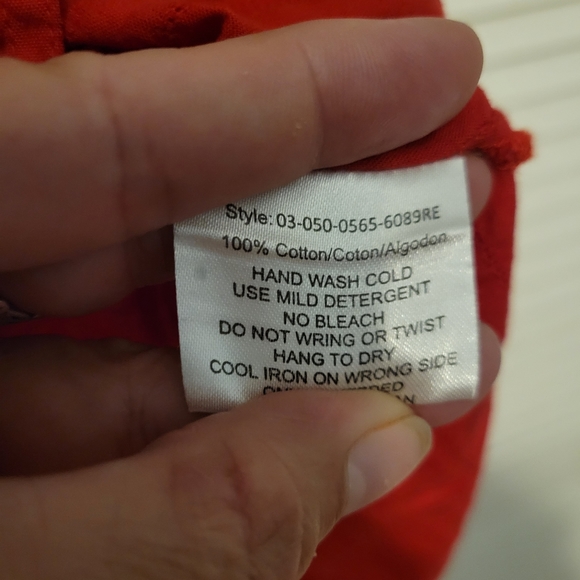 Style: 03-050-0565-6089RE
100% Cotton/Coton/Algodon
HAND WASH COLD
USE MILD DETERGENT
NO BLEACH
DO NOT WRING OR TWIST
HANG TO DRY
COOL IRON ON WRONG SIDE